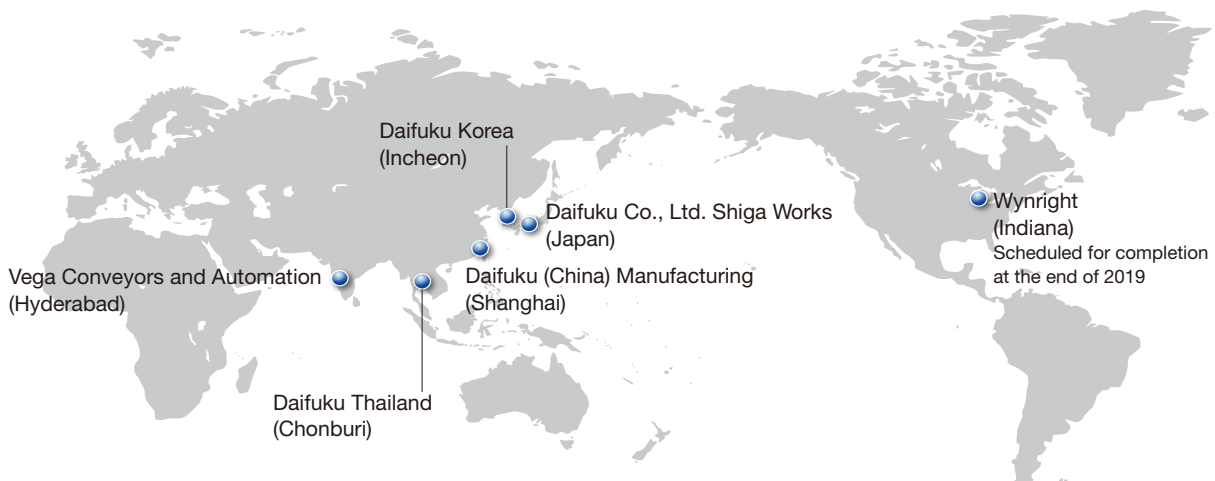 Daifuku Korea
(Incheon)
Daifuku Co., Ltd. Shiga Works
(Japan)
Wynright
(Indiana)
Scheduled for completion
at the end of 2019
Vega Conveyors and Automation
(Hyderabad)
Daifuku (China) Manufacturing
(Shanghai)
Daifuku Thailand
(Chonburi)